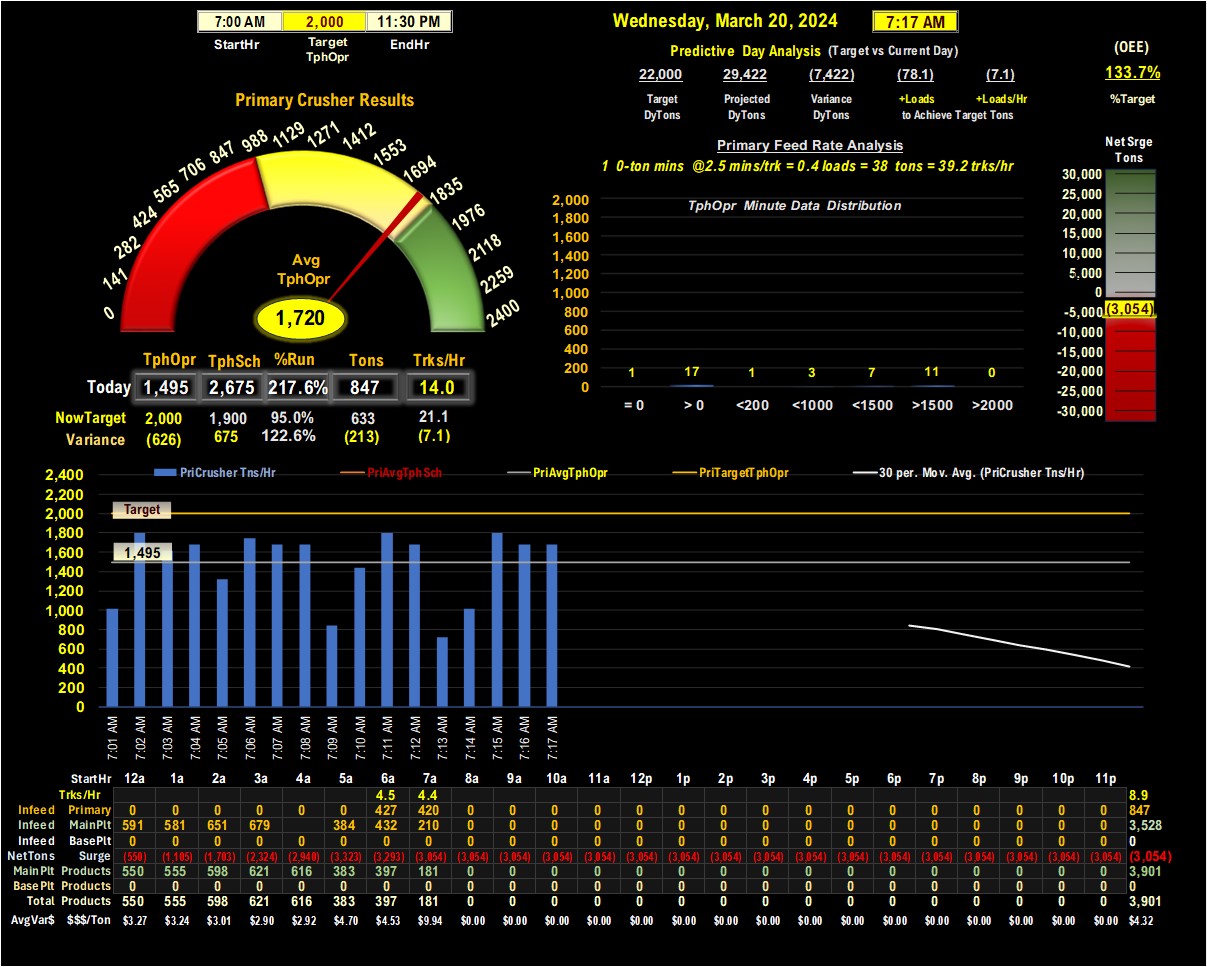 7:00 AM 2,000 11:30 PM
StartHr Target TphOpr EndHr
Wednesday, March 20, 2024 7:17 AM
Predictive Day Analysis (Target vs Current Day)
(OEE)
22,000 29,422 (7,422) (78.1) (7.1)
133.7%
Target DyTons Projected DyTons Variance DyTons +Loads +Loads/Hr
to Achieve Target Tons
%Target
Primary Crusher Results
0 141 282 424 565 706 847 988 1129 1271 1412 1553 1694 1835 1976 2118 2259 2400
Avg
TphOpr
1,720
Primary Feed Rate Analysis
1 0-ton mins @2.5 mins/trk = 0.4 loads = 38 tons = 39.2 trks/hr
TphOpr Minute Data Distribution
2,000
1,800
1,600
1,400
1,200
1,000
800
600
400
200
0
1 17 1 3 7 11 0
= 0 > 0 <200 <1000 <1500 >1500 >2000
Net Srge
Tons
30,000
25,000
20,000
15,000
10,000
5,000
0
-5,000 (3,054)
-10,000
-15,000
-20,000
-25,000
-30,000
TphOpr TphSch %Run Tons Trks/Hr
Today 1,495 2,675 217.6% 847 14.0
NowTarget 2,000 1,900 95.0% 633 21.1
Variance (626) 675 122.6% (213) (7.1)
PriCrusher Tns/Hr PriAvgTphSch PriAvgTphOpr PriTargetTphOpr 30 per. Mov. Avg. (PriCrusher Tns/Hr)
2,400
2,200
2,000 Target
1,800
1,600 1,495
1,400
1,200
1,000
800
600
400
200
0
7:01 AM 7:02 AM 7:03 AM 7:04 AM 7:05 AM 7:06 AM 7:07 AM 7:08 AM 7:09 AM 7:10 AM 7:11 AM 7:12 AM 7:13 AM 7:14 AM 7:15 AM 7:16 AM 7:17 AM
StartHr 12a 1a 2a 3a 4a 5a 6a 7a 8a 9a 10a 11a 12p 1p 2p 3p 4p 5p 6p 7p 8p 9p 10p 11p
Trks/Hr 4.5 4.4 8.9
Infeed Primary 0 0 0 0 0 0 427 420 0 0 0 0 0 0 0 0 0 0 0 0 0 0 0 0 847
Infeed MainPlt 591 581 651 679 384 432 210 0 0 0 0 0 0 0 0 0 0 0 0 0 0 0 0 3,528
Infeed BasePlt 0 0 0 0 0 0 0 0 0 0 0 0 0 0 0 0 0 0 0 0 0 0 0 0 0
NetTons Surge (550) (1,105) (1,703) (2,324) (2,940) (3,323) (3,293) (3,054) (3,054) (3,054) (3,054) (3,054) (3,054) (3,054) (3,054) (3,054) (3,054) (3,054) (3,054) (3,054) (3,054) (3,054) (3,054) (3,054) (3,054)
MainPlt Products 550 555 598 621 616 383 397 181 0 0 0 0 0 0 0 0 0 0 0 0 0 0 0 0 3,901
BasePlt Products 0 0 0 0 0 0 0 0 0 0 0 0 0 0 0 0 0 0 0 0 0 0 0 0 0
Total Products 550 555 598 621 616 383 397 181 0 0 0 0 0 0 0 0 0 0 0 0 0 0 0 0 3,901
AvgVar$ $$$/Ton $3.27 $3.24 $3.01 $2.90 $2.92 $4.70 $4.53 $9.94 $0.00 $0.00 $0.00 $0.00 $0.00 $0.00 $0.00 $0.00 $0.00 $0.00 $0.00 $0.00 $0.00 $0.00 $0.00 $0.00 $4.32